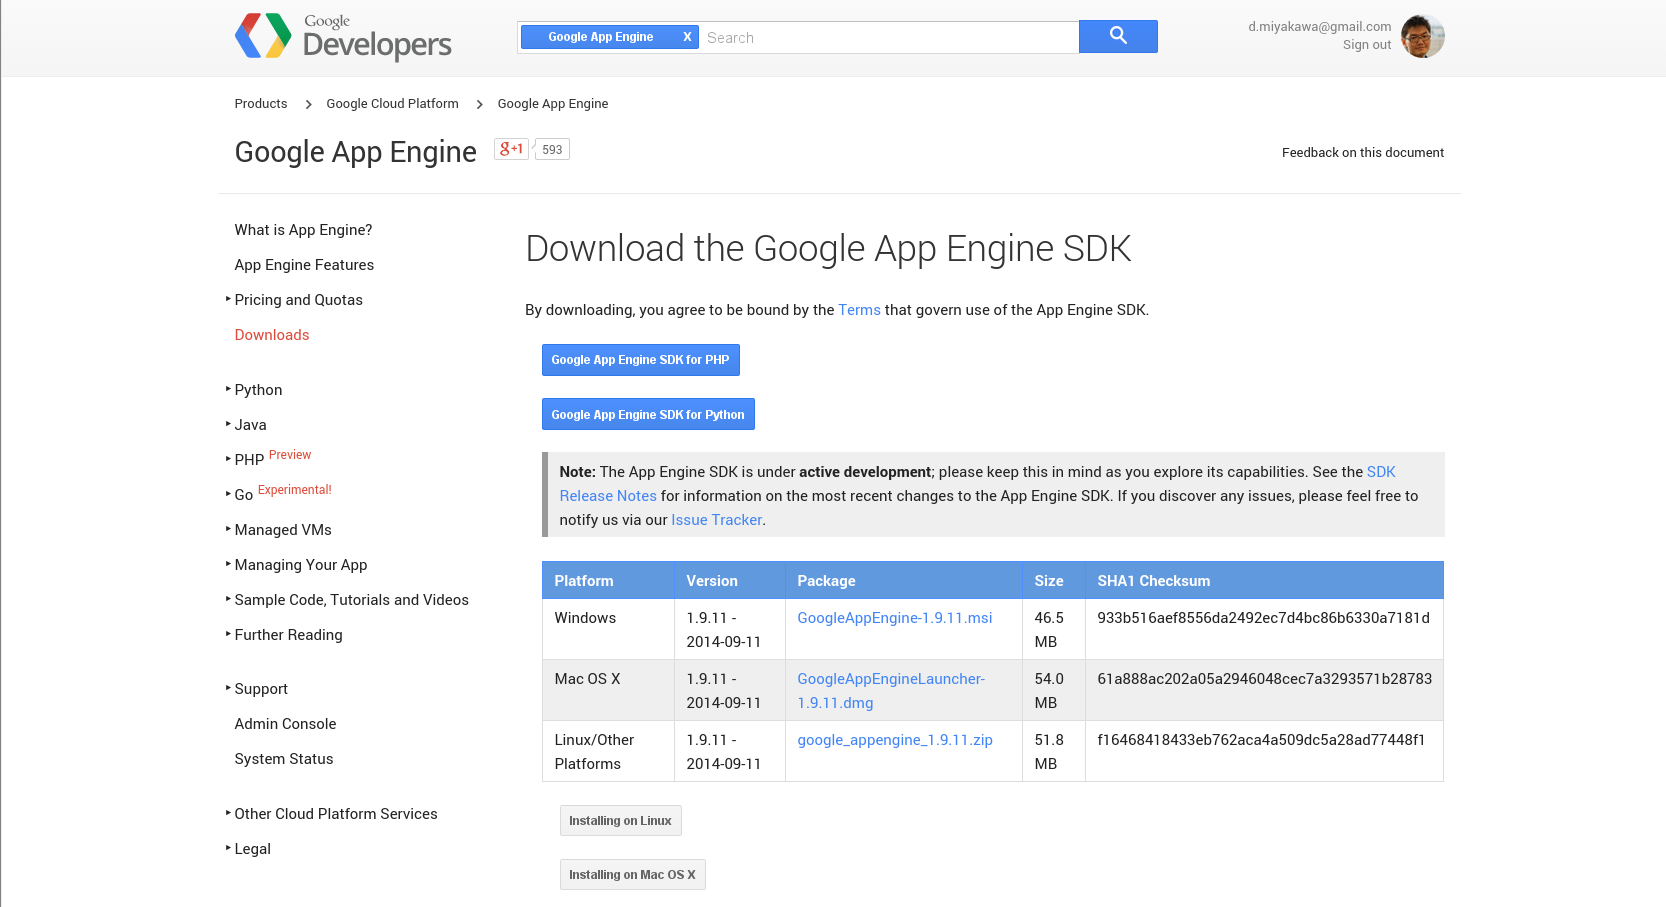 Google
Developers
Google App Engine X Search
d.miyakawa@gmail.com
Sign out
Products > Google Cloud Platform > Google App Engine
Google App Engine
g+1 593
Feedback on this document
What is App Engine?
App Engine Features
Pricing and Quotas
Downloads
Python
Java
PHP Preview
Go Experimental!
Managed VMs
Managing Your App
Sample Code, Tutorials and Videos
Further Reading
Support
Admin Console
System Status
Other Cloud Platform Services
Legal
Download the Google App Engine SDK
By downloading, you agree to be bound by the Terms that govern use of the App Engine SDK.
Google App Engine SDK for PHP
Google App Engine SDK for Python
Note: The App Engine SDK is under active development; please keep this in mind as you explore its capabilities. See the SDK
Release Notes for information on the most recent changes to the App Engine SDK. If you discover any issues, please feel free to
notify us via our Issue Tracker.
Platform Version Package Size SHA1 Checksum
Windows 1.9.11 - GoogleAppEngine-1.9.11.msi 46.5 933b516aef8556da2492ec7d4bc86b6330a7181d
2014-09-11 MB
Mac OS X 1.9.11 - GoogleAppEngineLauncher- 54.0 61a888ac202a05a2946048cec7a3293571b28783
2014-09-11 1.9.11.dmg MB
Linux/Other 1.9.11 - google_appengine_1.9.11.zip 51.8 f16468418433eb762aca4a509dc5a28ad77448f1
Platforms 2014-09-11 MB
Installing on Linux
Installing on Mac OS X